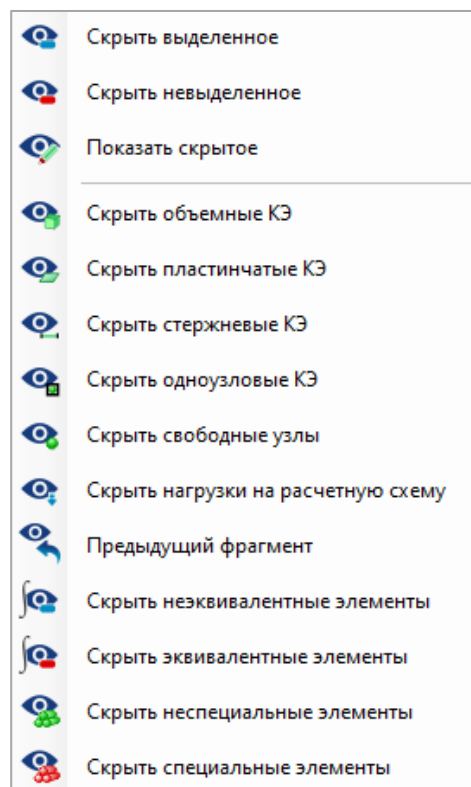 Скрыть выделенное
Скрыть невыделенное
Показать скрытое
Скрыть объемные КЭ
Скрыть пластинчатые КЭ
Скрыть стержневые КЭ
Скрыть одноузловые КЭ
Скрыть свободные узлы
Скрыть нагрузки на расчетную схему
Предыдущий фрагмент
Скрыть неэквивалентные элементы
Скрыть эквивалентные элементы
Скрыть неспециальные элементы
Скрыть специальные элементы